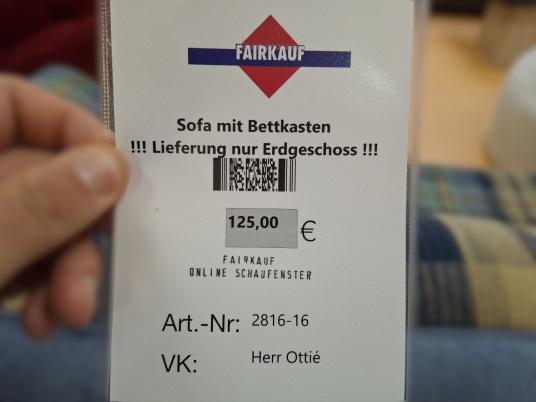 FAIRKAUF
Sofa mit Bettkasten
!!! Lieferung nur Erdgeschoss !!!
125,00 €
FAIRKAUF
ONLINE SCHAUFENSTER
Art.-Nr: 2816-16
VK: Herr Ottié